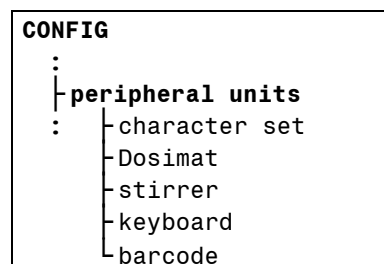 CONFIG
:
peripheral units
: character set
Dosimat
stirrer
keyboard
barcode